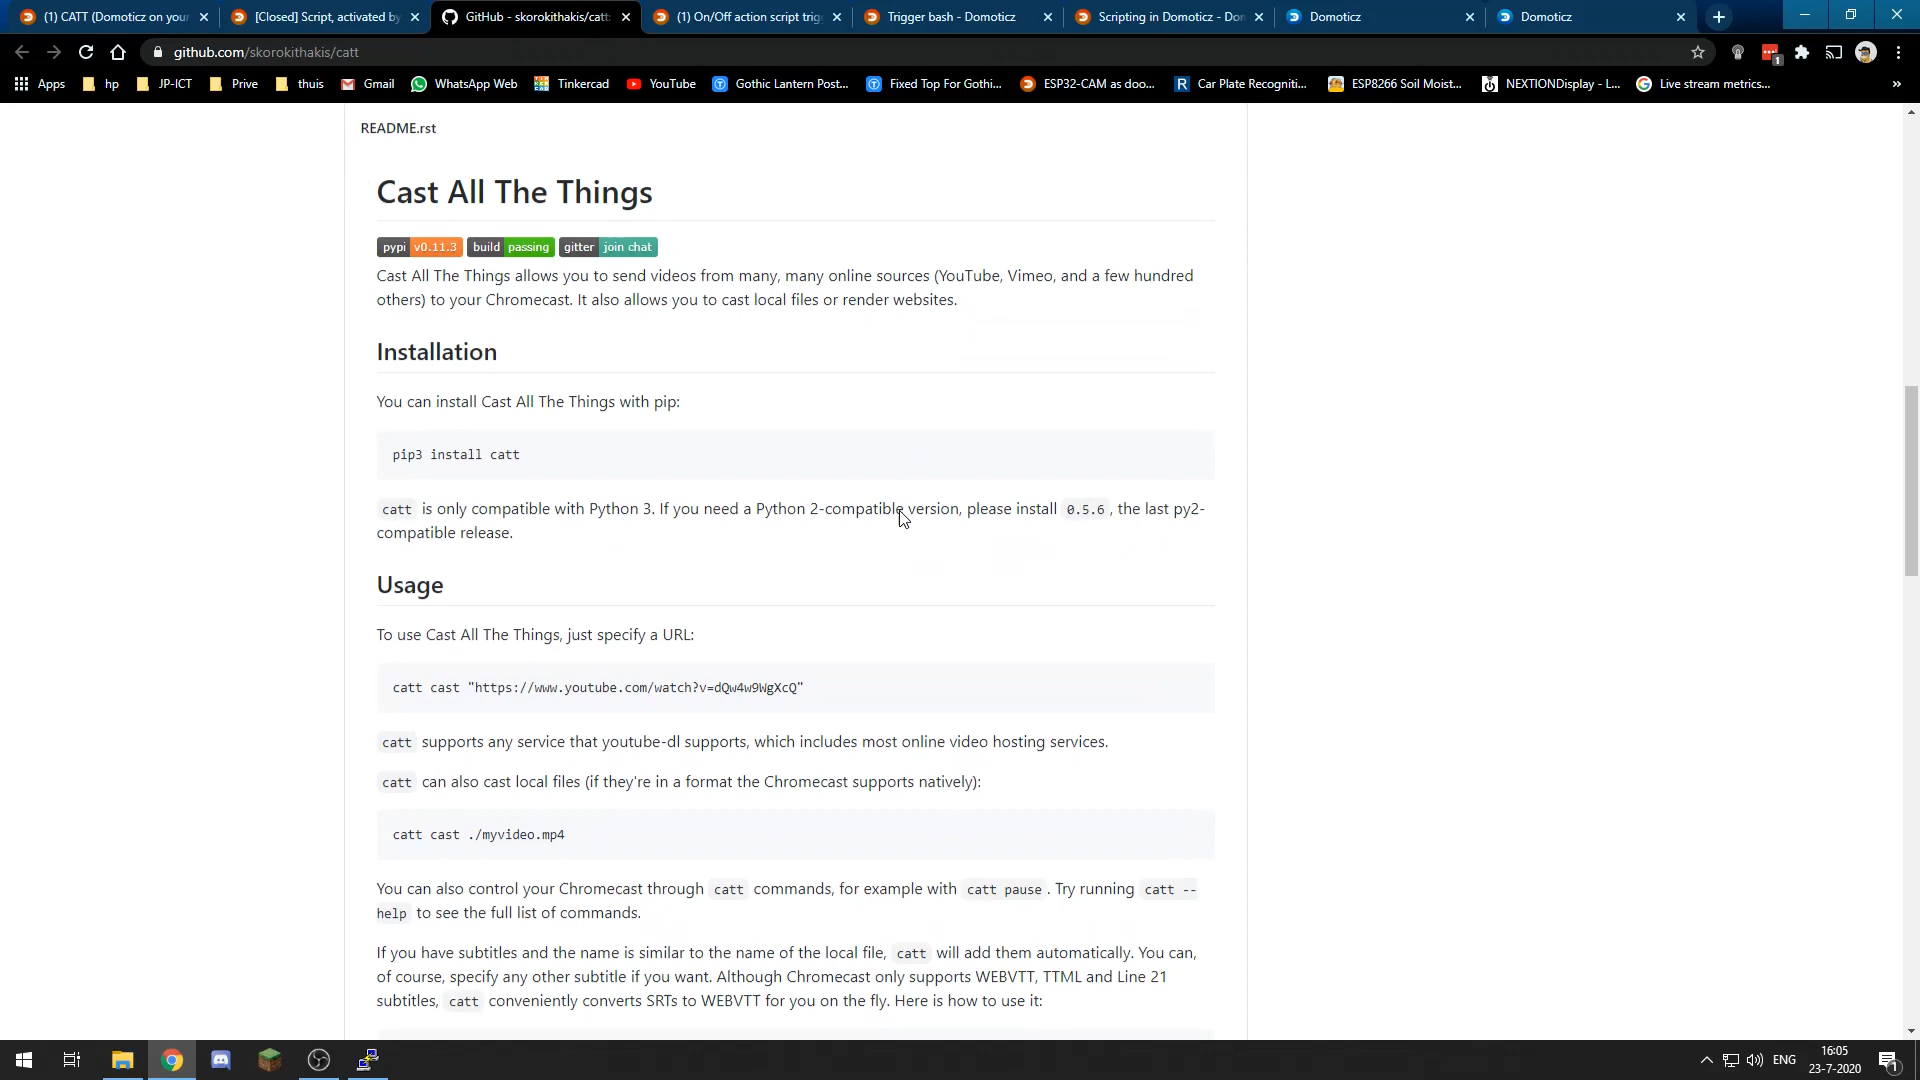 (1) CATT (Domoticz on your
[Closed] Script, activated by
GitHub - skorokithakis/catt:
(1) On/Off action script trig
Trigger bash - Domoticz
Scripting in Domoticz - Don
Domoticz
Domoticz
github.com/skorokithakis/catt
1
Apps
hp
JP-ICT
Prive
thuis
Gmail
WhatsApp Web
Tinkercad
YouTube
Gothic Lantern Post...
Fixed Top For Gothi...
ESP32-CAM as doo...
Car Plate Recogniti...
ESP8266 Soil Moist...
NEXTIONDisplay - I...
Live stream metrics...
»
README.rst
Cast All The Things
pypi v0.11.3 build passing gitter join chat
Cast All The Things allows you to send videos from many, many online sources (YouTube, Vimeo, and a few hundred
others) to your Chromecast. It also allows you to cast local files or render websites.
Installation
You can install Cast All The Things with pip:
pip3 install catt
catt is only compatible with Python 3. If you need a Python 2-compatible version, please install 0.5.6, the last py2-
compatible release.
Usage
To use Cast All The Things, just specify a URL:
catt cast "https://www.youtube.com/watch?v=dQw4w9WgXcQ"
catt supports any service that youtube-dl supports, which includes most online video hosting services.
catt can also cast local files (if they're in a format the Chromecast supports natively):
catt cast ./myvideo.mp4
You can also control your Chromecast through catt commands, for example with catt pause. Try running catt --
help to see the full list of commands.
If you have subtitles and the name is similar to the name of the local file, catt will add them automatically. You can,
of course, specify any other subtitle if you want. Although Chromecast only supports WEBVTT, TTML and Line 21
subtitles, catt conveniently converts SRTs to WEBVTT for you on the fly. Here is how to use it:
ENG
16:05
23-7-2020
1